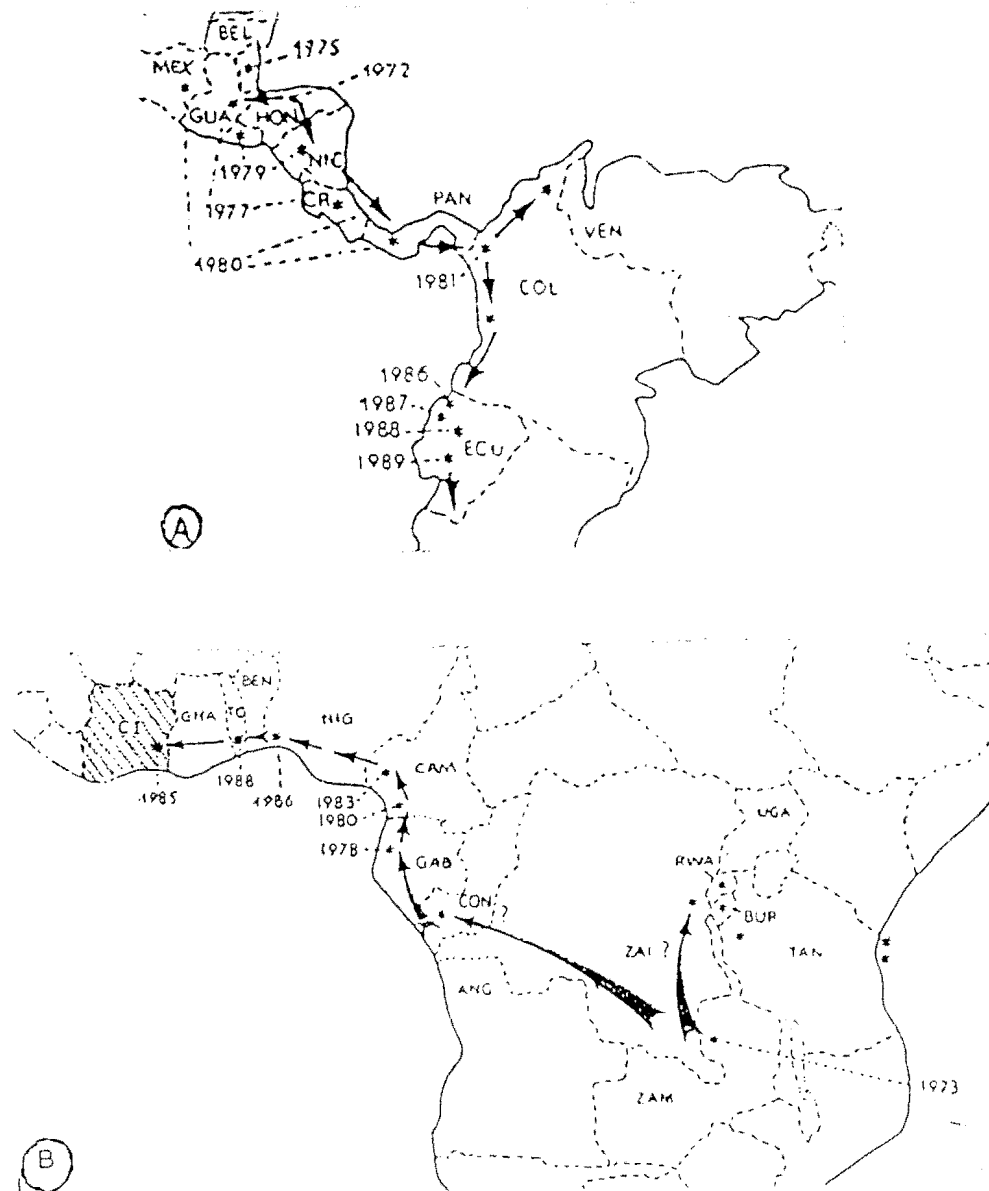 BEL
1975
MEX
1972
GUA
HON
NIC
1979
CR
1977
PAN
VEN
1980
1981
COL
1986
1987
1988
ECU
1989
A
BEN
GHA
TO
NIG
CI
CAM
1988
1985
1986
1983
1980
UGA
1978
GAB
RWA
CON ?
BUR
ZAI ?
TAN
ANG
1973
ZAM
B